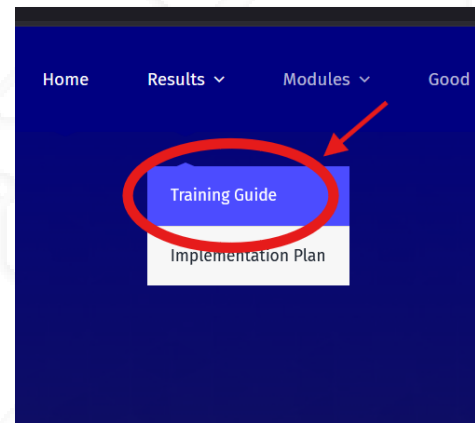 Home Results Modules Good
Training Guide
Implementation Plan